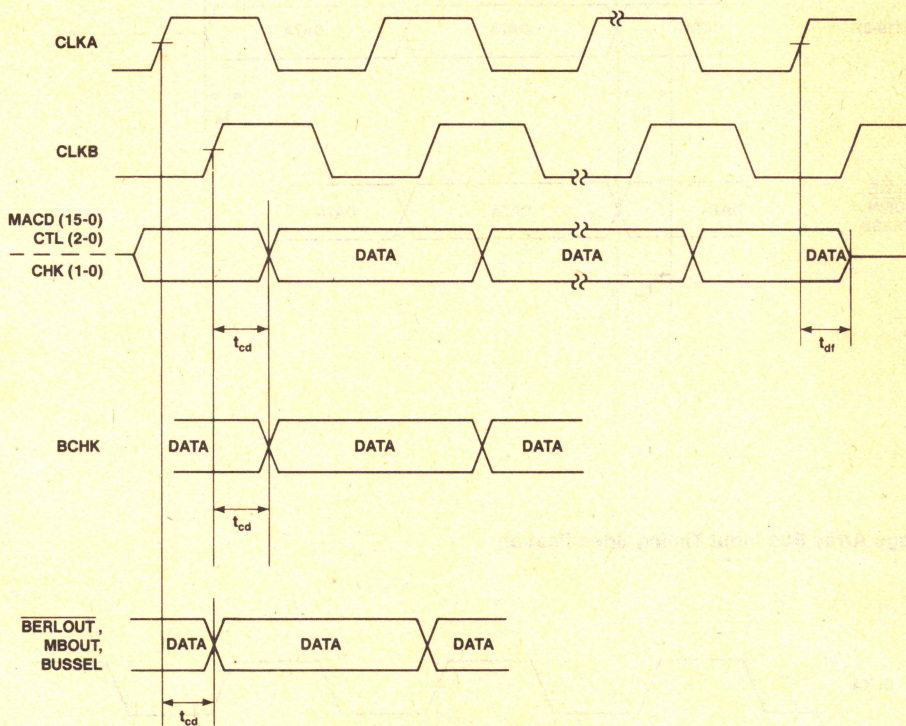 CLKA
CLKB
MACD (15-0)
CTL (2-0)
CHK (1-0)
DATA
DATA
DATA
t_cd
t_df
BCHK
DATA
DATA
DATA
t_cd
BERLOUT,
MBOUT,
BUSSEL
DATA
DATA
DATA
t_cd